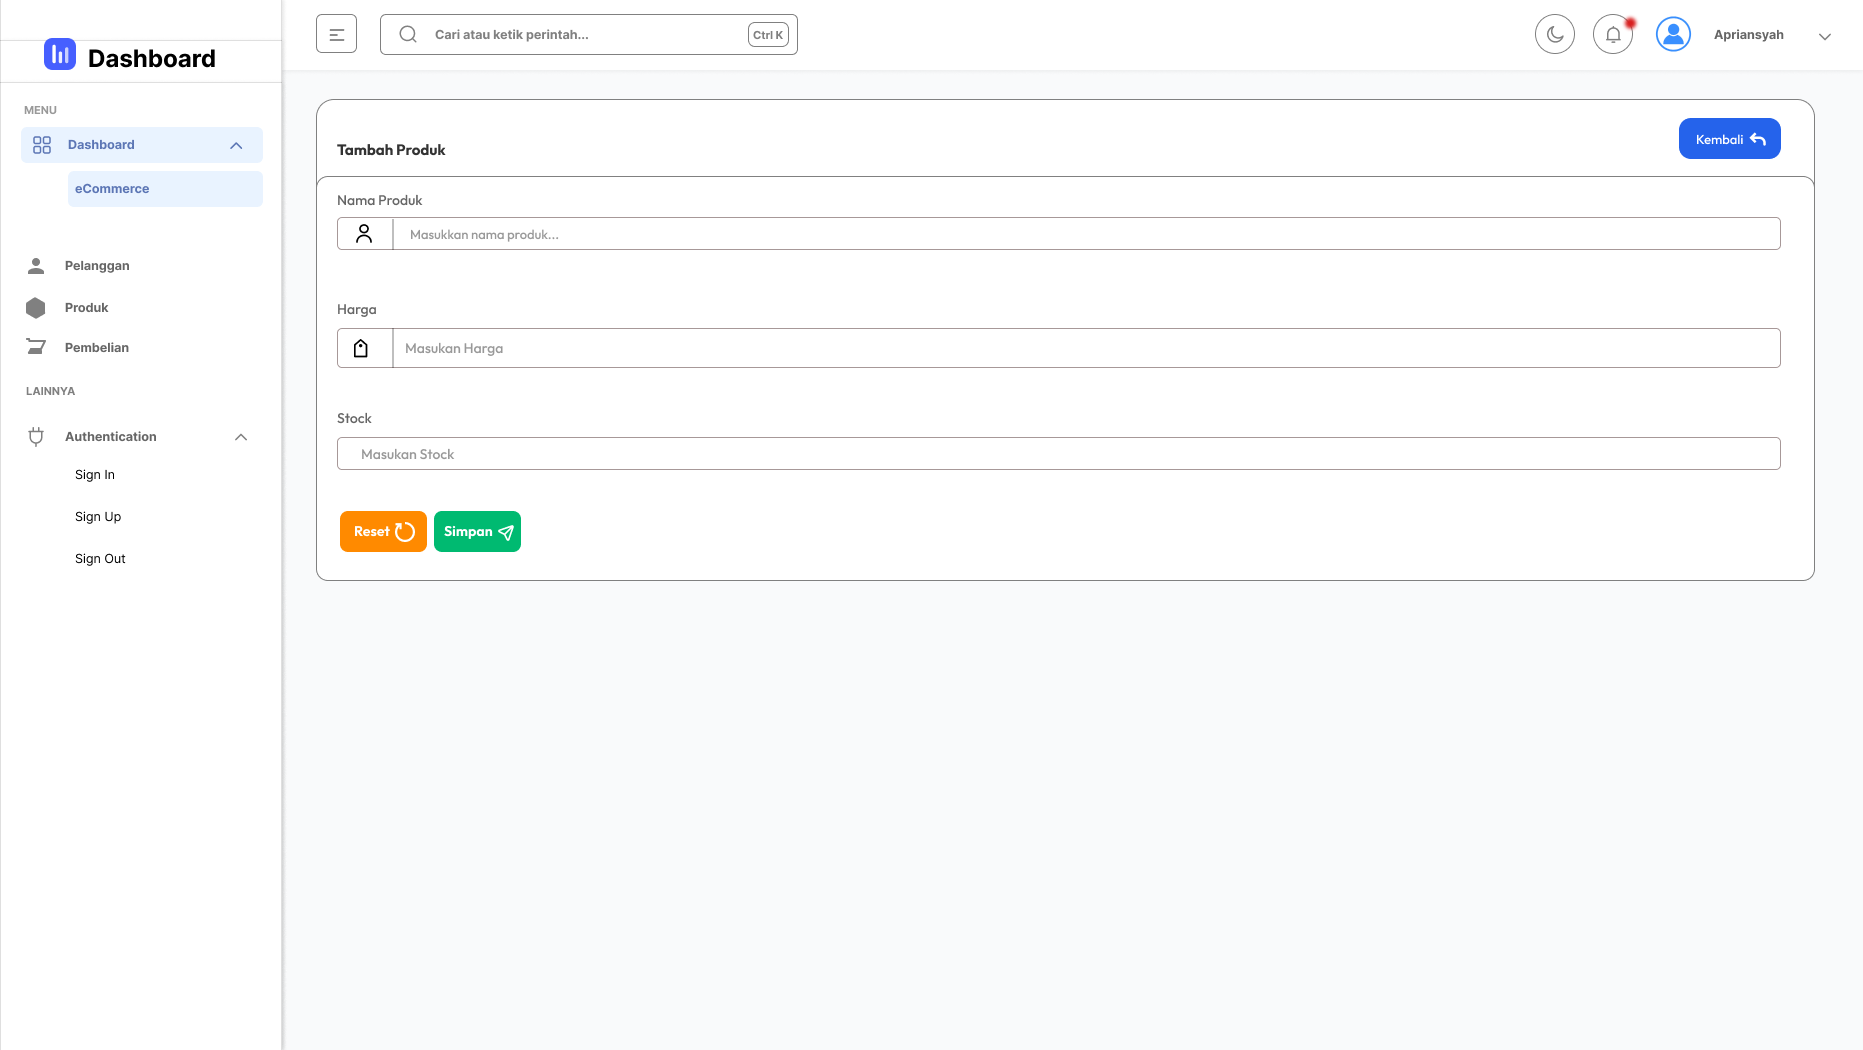 Dashboard
MENU
Dashboard
eCommerce
Pelanggan
Produk
Pembelian
LAINNYA
Authentication
Sign In
Sign Up
Sign Out
Cari atau ketik perintah...
Ctrl K
Apriansyah
Tambah Produk
Kembali
Nama Produk
Masukkan nama produk...
Harga
Masukan Harga
Stock
Masukan Stock
Reset
Simpan